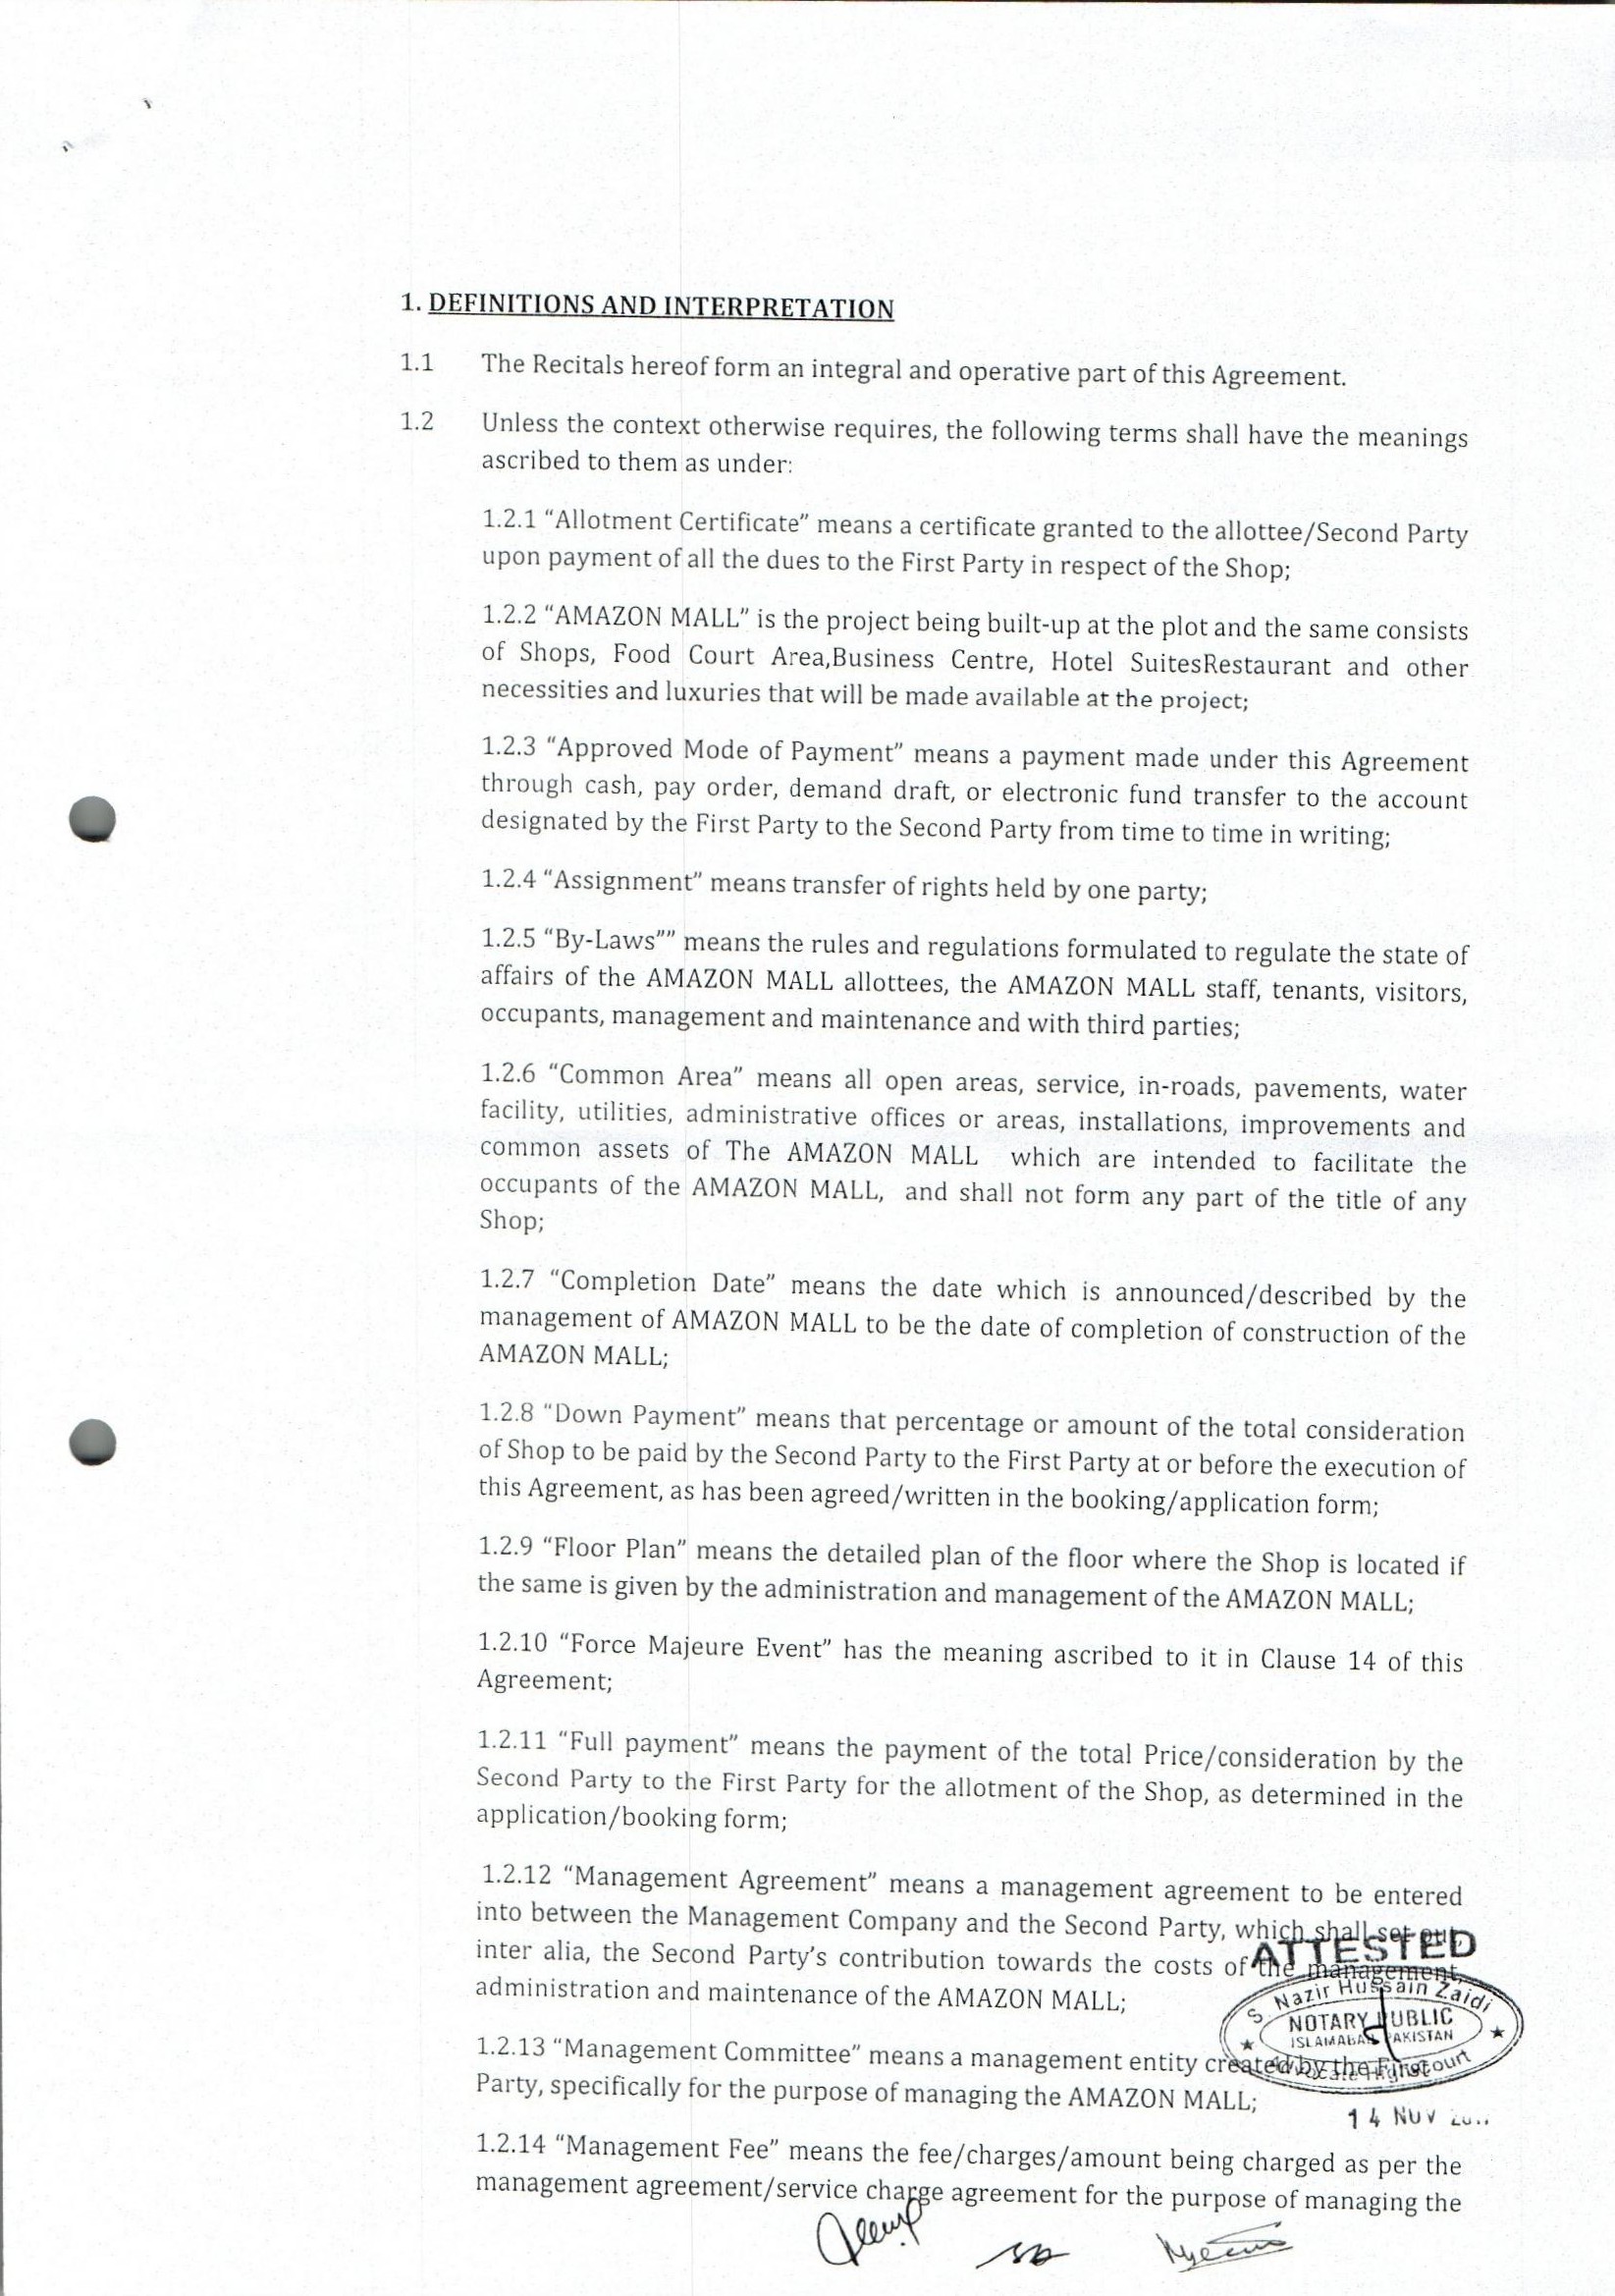 1. DEFINITIONS AND INTERPRETATION
1.1 The Recitals hereof form an integral and operative part of this Agreement.
1.2 Unless the context otherwise requires, the following terms shall have the meanings
ascribed to them as under:
1.2.1 “Allotment Certificate” means a certificate granted to the allottee/Second Party
upon payment of all the dues to the First Party in respect of the Shop;
1.2.2 “AMAZON MALL” is the project being built-up at the plot and the same consists
of Shops, Food Court Area,Business Centre, Hotel SuitesRestaurant and other
necessities and luxuries that will be made available at the project;
1.2.3 “Approved Mode of Payment” means a payment made under this Agreement
through cash, pay order, demand draft, or electronic fund transfer to the account
designated by the First Party to the Second Party from time to time in writing;
1.2.4 “Assignment” means transfer of rights held by one party;
1.2.5 “By-Laws”” means the rules and regulations formulated to regulate the state of
affairs of the AMAZON MALL allottees, the AMAZON MALL staff, tenants, visitors,
occupants, management and maintenance and with third parties;
1.2.6 “Common Area” means all open areas, service, in-roads, pavements, water
facility, utilities, administrative offices or areas, installations, improvements and
common assets of The AMAZON MALL which are intended to facilitate the
occupants of the AMAZON MALL, and shall not form any part of the title of any
Shop;
1.2.7 “Completion Date” means the date which is announced/described by the
management of AMAZON MALL to be the date of completion of construction of the
AMAZON MALL;
1.2.8 “Down Payment” means that percentage or amount of the total consideration
of Shop to be paid by the Second Party to the First Party at or before the execution of
this Agreement, as has been agreed/written in the booking/application form;
1.2.9 “Floor Plan” means the detailed plan of the floor where the Shop is located if
the same is given by the administration and management of the AMAZON MALL;
1.2.10 “Force Majeure Event” has the meaning ascribed to it in Clause 14 of this
Agreement;
1.2.11 “Full payment” means the payment of the total Price/consideration by the
Second Party to the First Party for the allotment of the Shop, as determined in the
application/booking form;
1.2.12 “Management Agreement” means a management agreement to be entered
into between the Management Company and the Second Party, which shall set out,
inter alia, the Second Party’s contribution towards the costs of the management,
administration and maintenance of the AMAZON MALL;
ATTESTED
S. Nazir Hussain Zaidi
NOTARY PUBLIC
ISLAMABAD PAKISTAN
1.2.13 “Management Committee” means a management entity created by the First
Party, specifically for the purpose of managing the AMAZON MALL;
14 NOV
1.2.14 “Management Fee” means the fee/charges/amount being charged as per the
management agreement/service charge agreement for the purpose of managing the